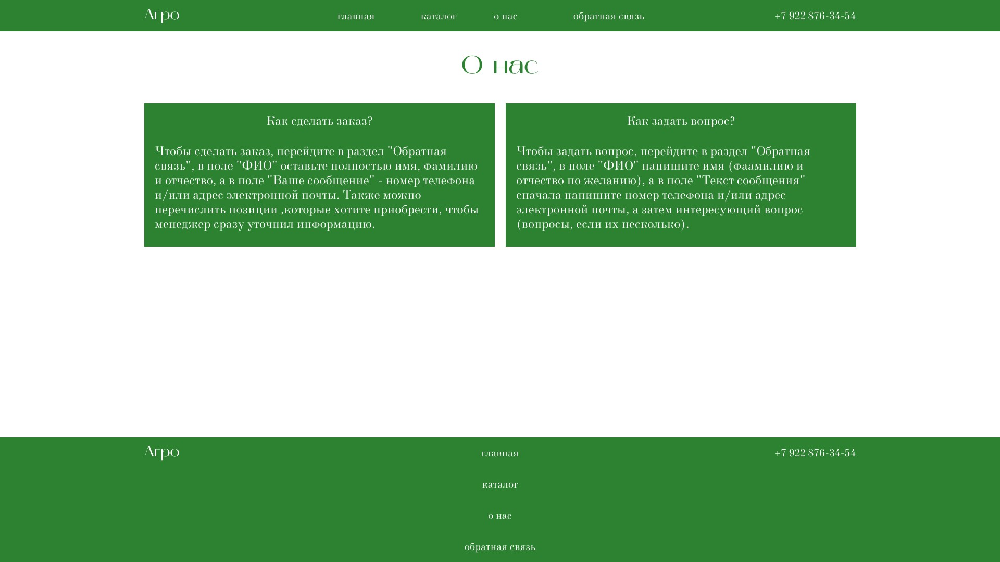 Агро главная каталог о нас обратная связь +7 922 876-34-54
О нас
Как сделать заказ?
Чтобы сделать заказ, перейдите в раздел "Обратная
связь", в поле "ФИО" оставьте полностью имя, фамилию
и отчество, а в поле "Ваше сообщение" - номер телефона
и/или адрес электронной почты. Также можно
перечислить позиции ,которые хотите приобрести, чтобы
менеджер сразу уточнил информацию.
Как задать вопрос?
Чтобы задать вопрос, перейдите в раздел "Обратная
связь", в поле "ФИО" напишите имя (фаамилию и
отчество по желанию), а в поле "Текст сообщения"
сначала напишите номер телефона и/или адрес
электронной почты, а затем интересующий вопрос
(вопросы, если их несколько).
Агро главная +7 922 876-34-54
каталог
о нас
обратная связь